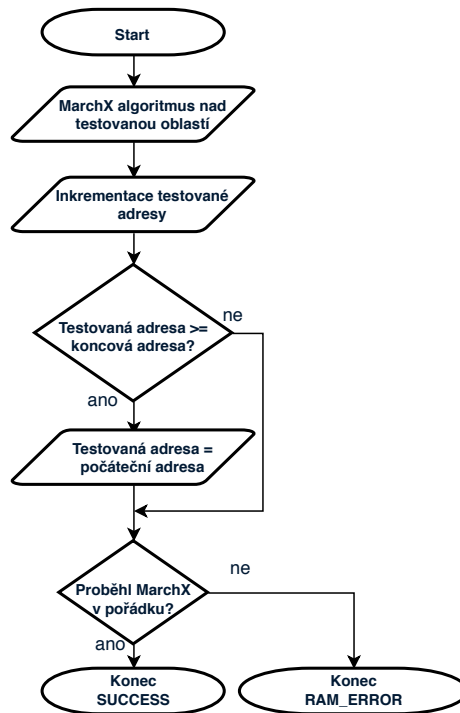 Start
MarchX algoritmus nad
testovanou oblastí
Inkrementace testované
adresy
Testovaná adresa >=
koncová adresa?
ne
ano
Testovaná adresa =
počáteční adresa
Proběhl MarchX
v pořádku?
ne
ano
Konec
SUCCESS
Konec
RAM_ERROR